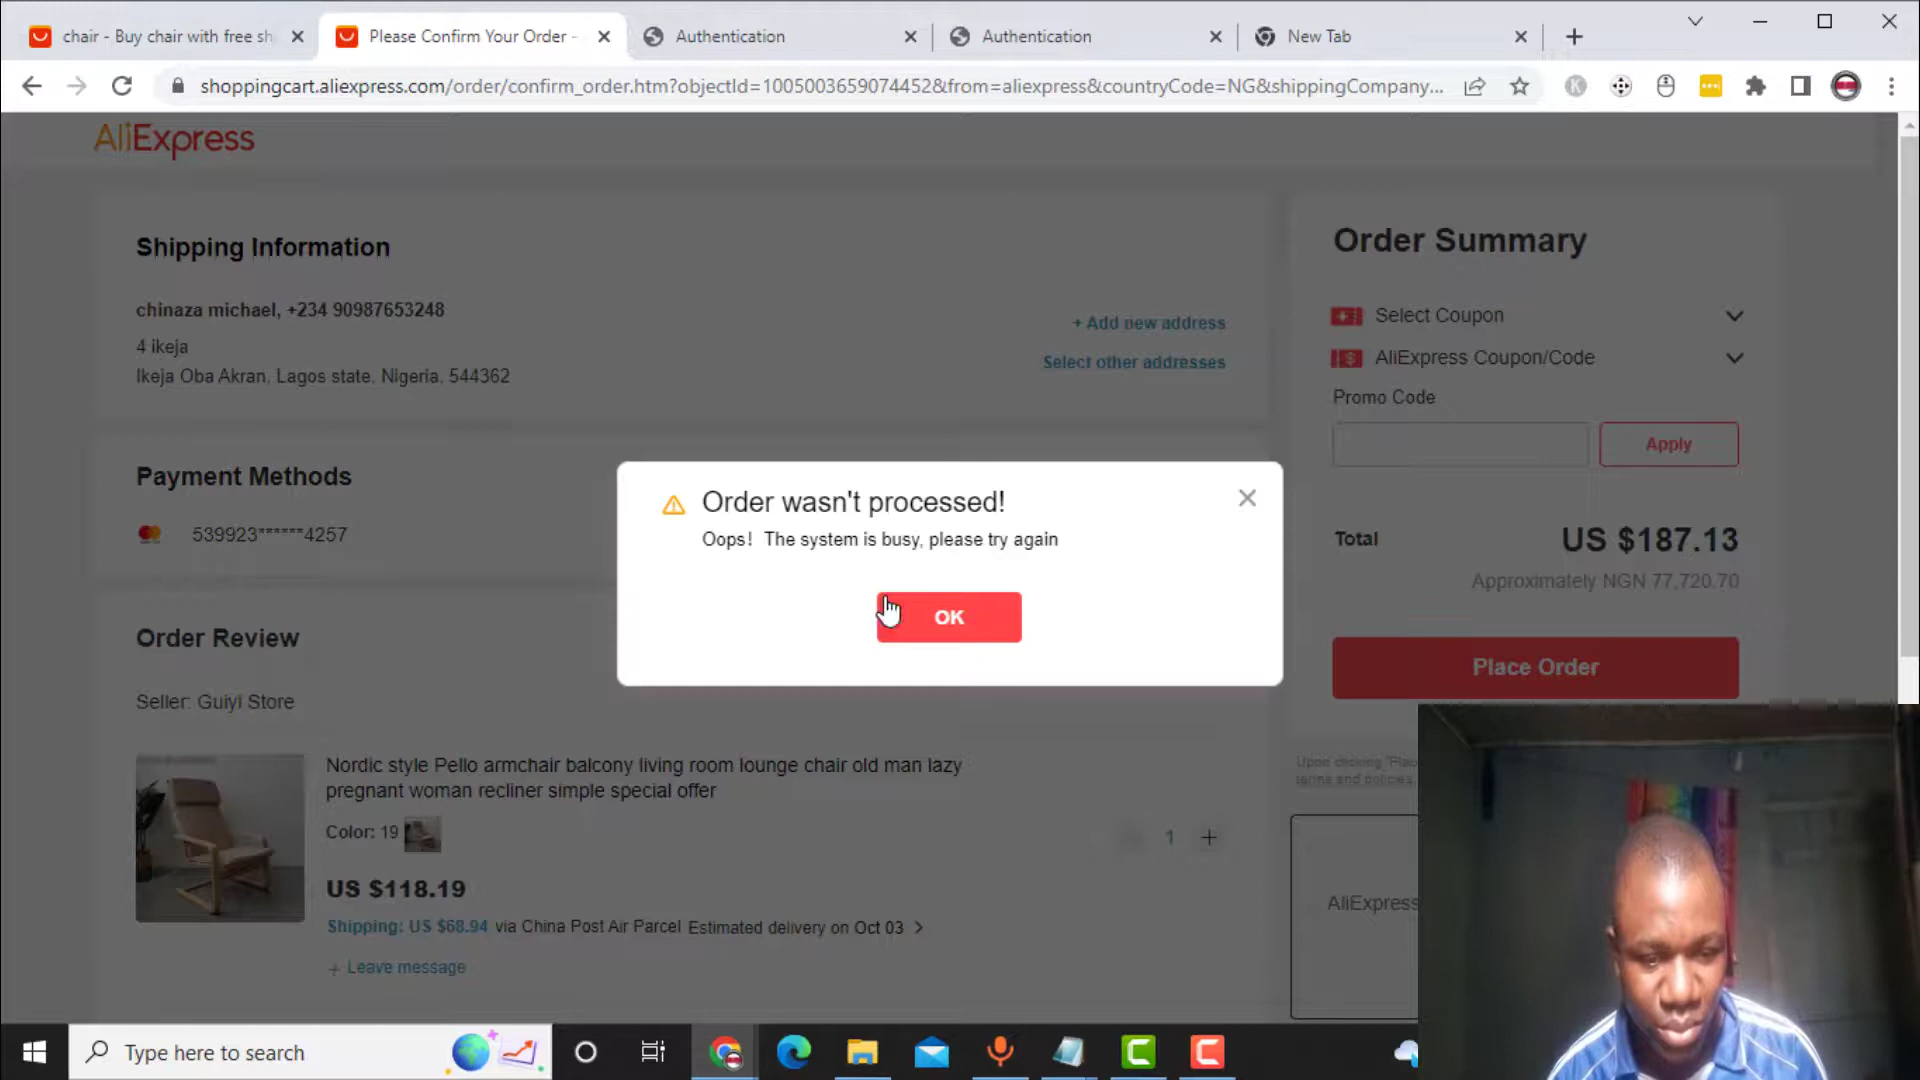 chair - Buy chair with free sh
Please Confirm Your Order -
Authentication
Authentication
New Tab
shoppingcart.aliexpress.com/order/confirm_order.htm?objectId=1005003659074452&from=aliexpress&countryCode=NG&shippingCompany...
AliExpress
Shipping Information
chinaza michael, +234 90987653248
4 ikeja
Ikeja Oba Akran, Lagos state, Nigeria, 544362
+ Add new address
Select other addresses
Payment Methods
539923******4257
Order wasn't processed!
Oops! The system is busy, please try again
OK
Order Summary
Select Coupon
AliExpress Coupon/Code
Promo Code
Apply
Total US $187.13
Approximately NGN 77,720.70
Place Order
Upon clicking "Plac
terms and policies.
AliExpress
Order Review
Seller: Guiyi Store
Nordic style Pello armchair balcony living room lounge chair old man lazy
pregnant woman recliner simple special offer
Color: 19
1 +
US $118.19
Shipping: US $68.94 via China Post Air Parcel Estimated delivery on Oct 03
+ Leave message
Type here to search